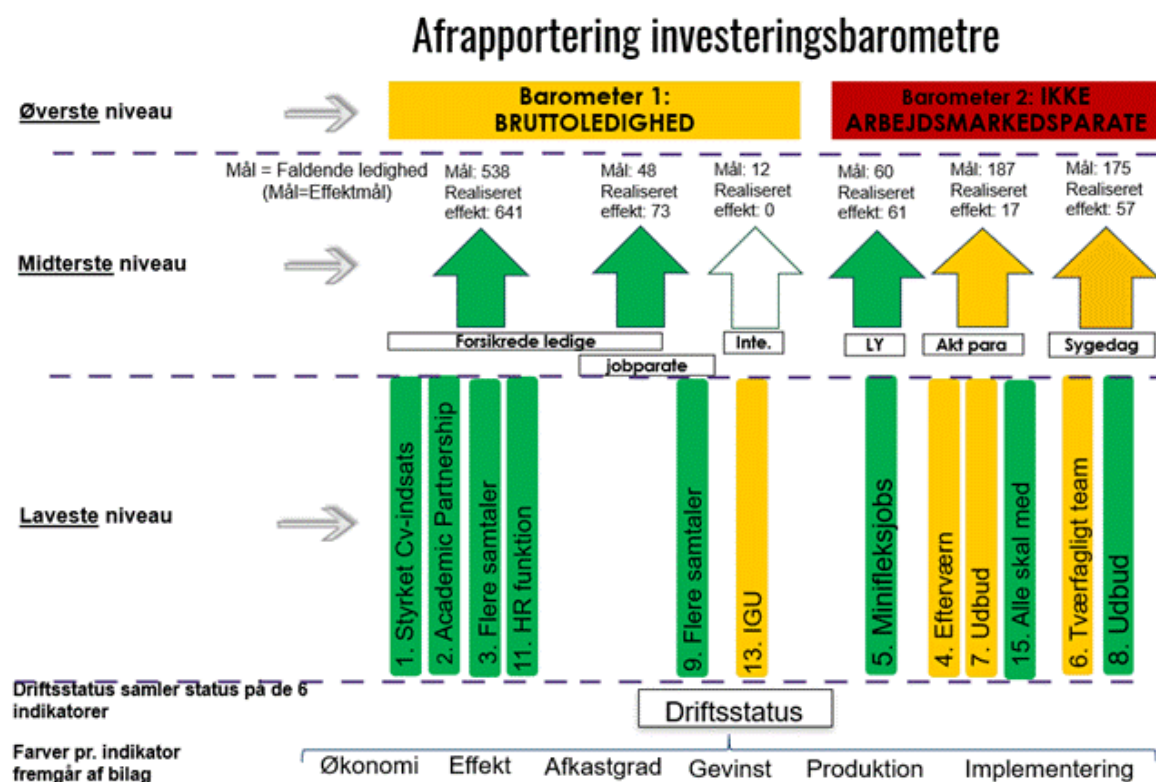 Afrapportering investeringsbarometre
Øverste niveau
Barometer 1:
BRUTTOLEDIGHED
Barometer 2: IKKE
ARBEJDSMARKEDSPARATE
Mål = Faldende ledighed
(Mål=Effektmål)
Mål: 538
Realiseret
effekt: 641
Mål: 48
Realiseret
effekt: 73
Mål: 12
Realiseret
effekt: 0
Mål: 60
Realiseret
effekt: 61
Mål: 187
Realiseret
effekt: 17
Mål: 175
Realiseret
effekt: 57
Midterste niveau
Forsikrede ledige
jobparate
Inte.
LY
Akt para
Sygedag
Laveste niveau
1. Styrket Cv-indsats
2. Academic Partnership
3. Flere samtaler
11. HR funktion
9. Flere samtaler
13. IGU
5. Minifleksjobs
4. Efterværn
7. Udbud
15. Alle skal med
6. Tværfagligt team
8. Udbud
Driftsstatus samler status på de 6
indikatorer
Driftsstatus
Farver pr. indikator
fremgår af bilag
Økonomi
Effekt
Afkastgrad
Gevinst
Produktion
Implementering